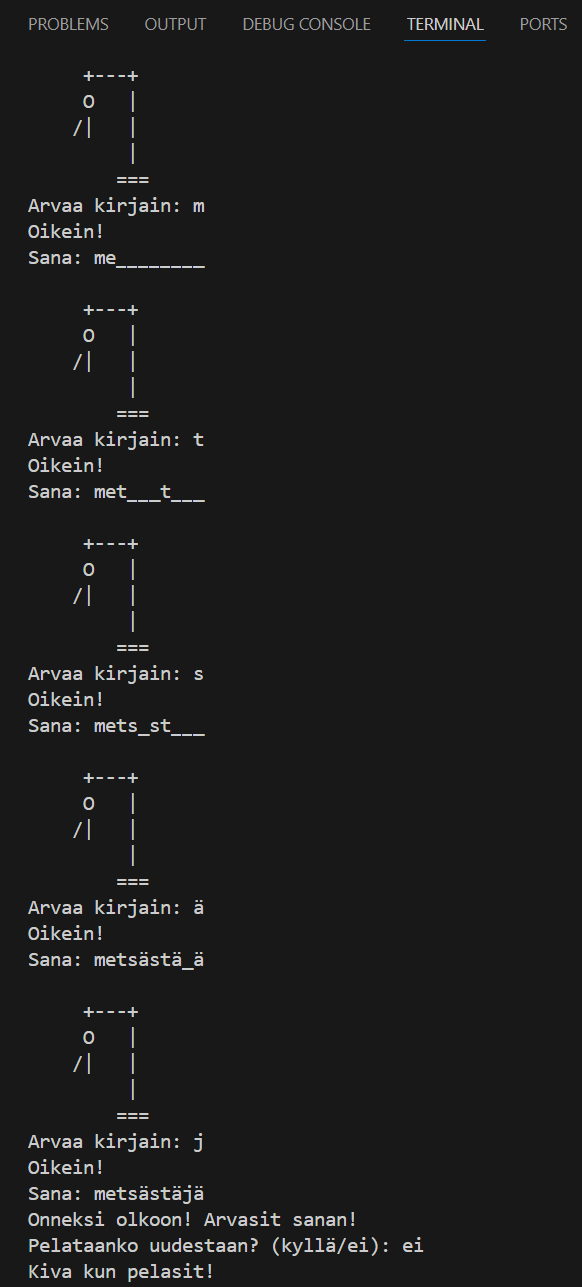 PROBLEMS OUTPUT DEBUG CONSOLE TERMINAL PORTS
     +---+
     O   |
    /|   |
         |
        ===
Arvaa kirjain: m
Oikein!
Sana: me________
     +---+
     O   |
    /|   |
         |
        ===
Arvaa kirjain: t
Oikein!
Sana: met___t___
     +---+
     O   |
    /|   |
         |
        ===
Arvaa kirjain: s
Oikein!
Sana: mets_st___
     +---+
     O   |
    /|   |
         |
        ===
Arvaa kirjain: ä
Oikein!
Sana: metsästä_ä
     +---+
     O   |
    /|   |
         |
        ===
Arvaa kirjain: j
Oikein!
Sana: metsästäjä
Onneksi olkoon! Arvasit sanan!
Pelataanko uudestaan? (kyllä/ei): ei
Kiva kun pelasit!